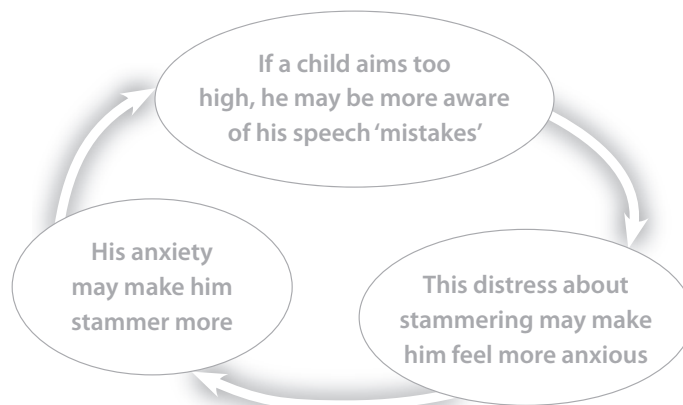 If a child aims too
high, he may be more aware
of his speech ‘mistakes’
This distress about
stammering may make
him feel more anxious
His anxiety
may make him
stammer more